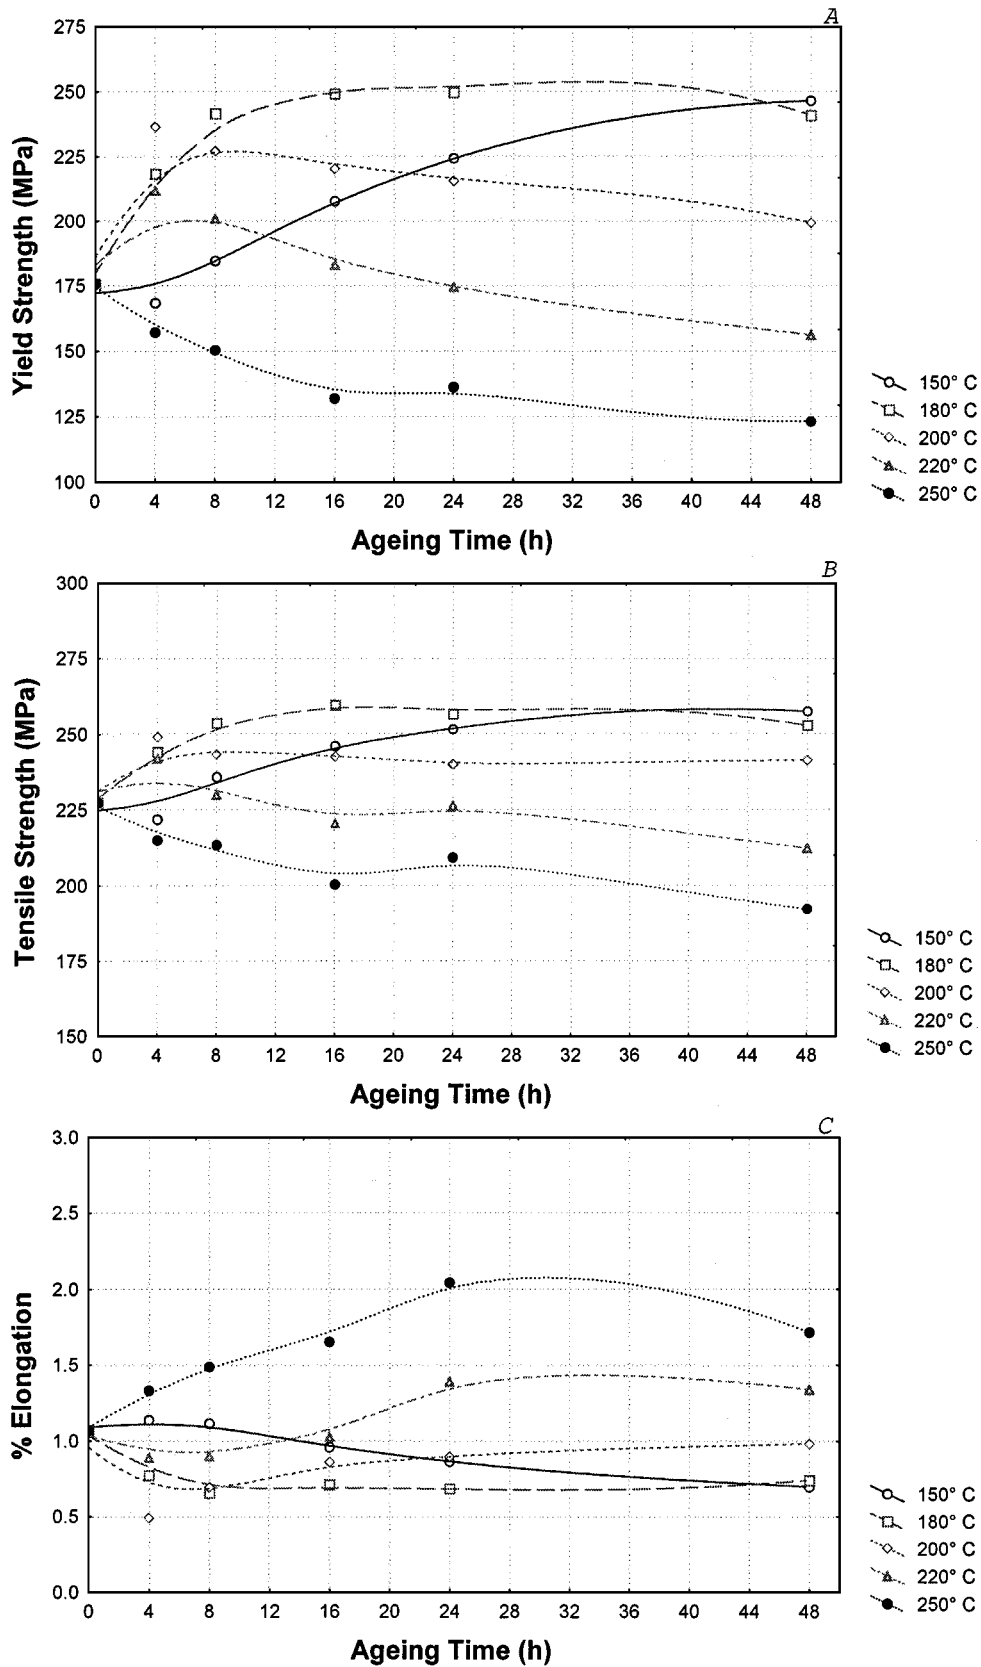 A
275
250
225
200
175
150
125
100
Yield Strength (MPa)
0 4 8 12 16 20 24 28 32 36 40 44 48
Ageing Time (h)
150° C
180° C
200° C
220° C
250° C
B
300
275
250
225
200
175
150
Tensile Strength (MPa)
0 4 8 12 16 20 24 28 32 36 40 44 48
Ageing Time (h)
150° C
180° C
200° C
220° C
250° C
C
3.0
2.5
2.0
1.5
1.0
0.5
0.0
% Elongation
0 4 8 12 16 20 24 28 32 36 40 44 48
Ageing Time (h)
150° C
180° C
200° C
220° C
250° C